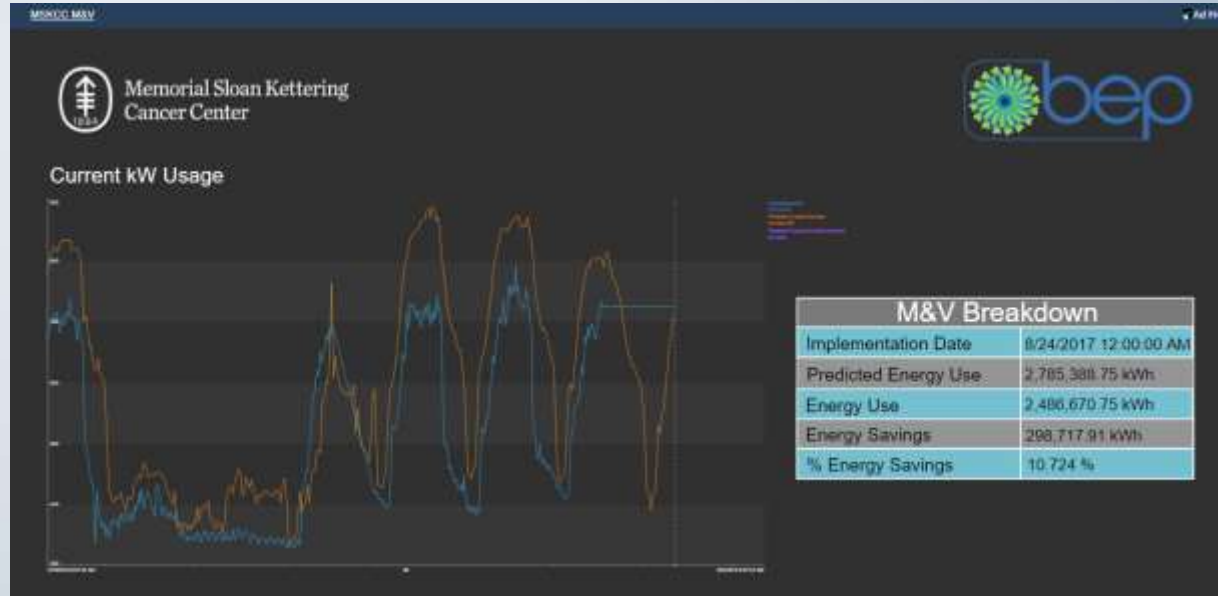 MSKCC M&V
Memorial Sloan Kettering
Cancer Center
1884
bep
Current kW Usage
M&V Breakdown
Implementation Date 8/24/2017 12:00:00 AM
Predicted Energy Use 2,785,388.75 kWh
Energy Use 2,486,670.75 kWh
Energy Savings 298,717.91 kWh
% Energy Savings 10.724 %